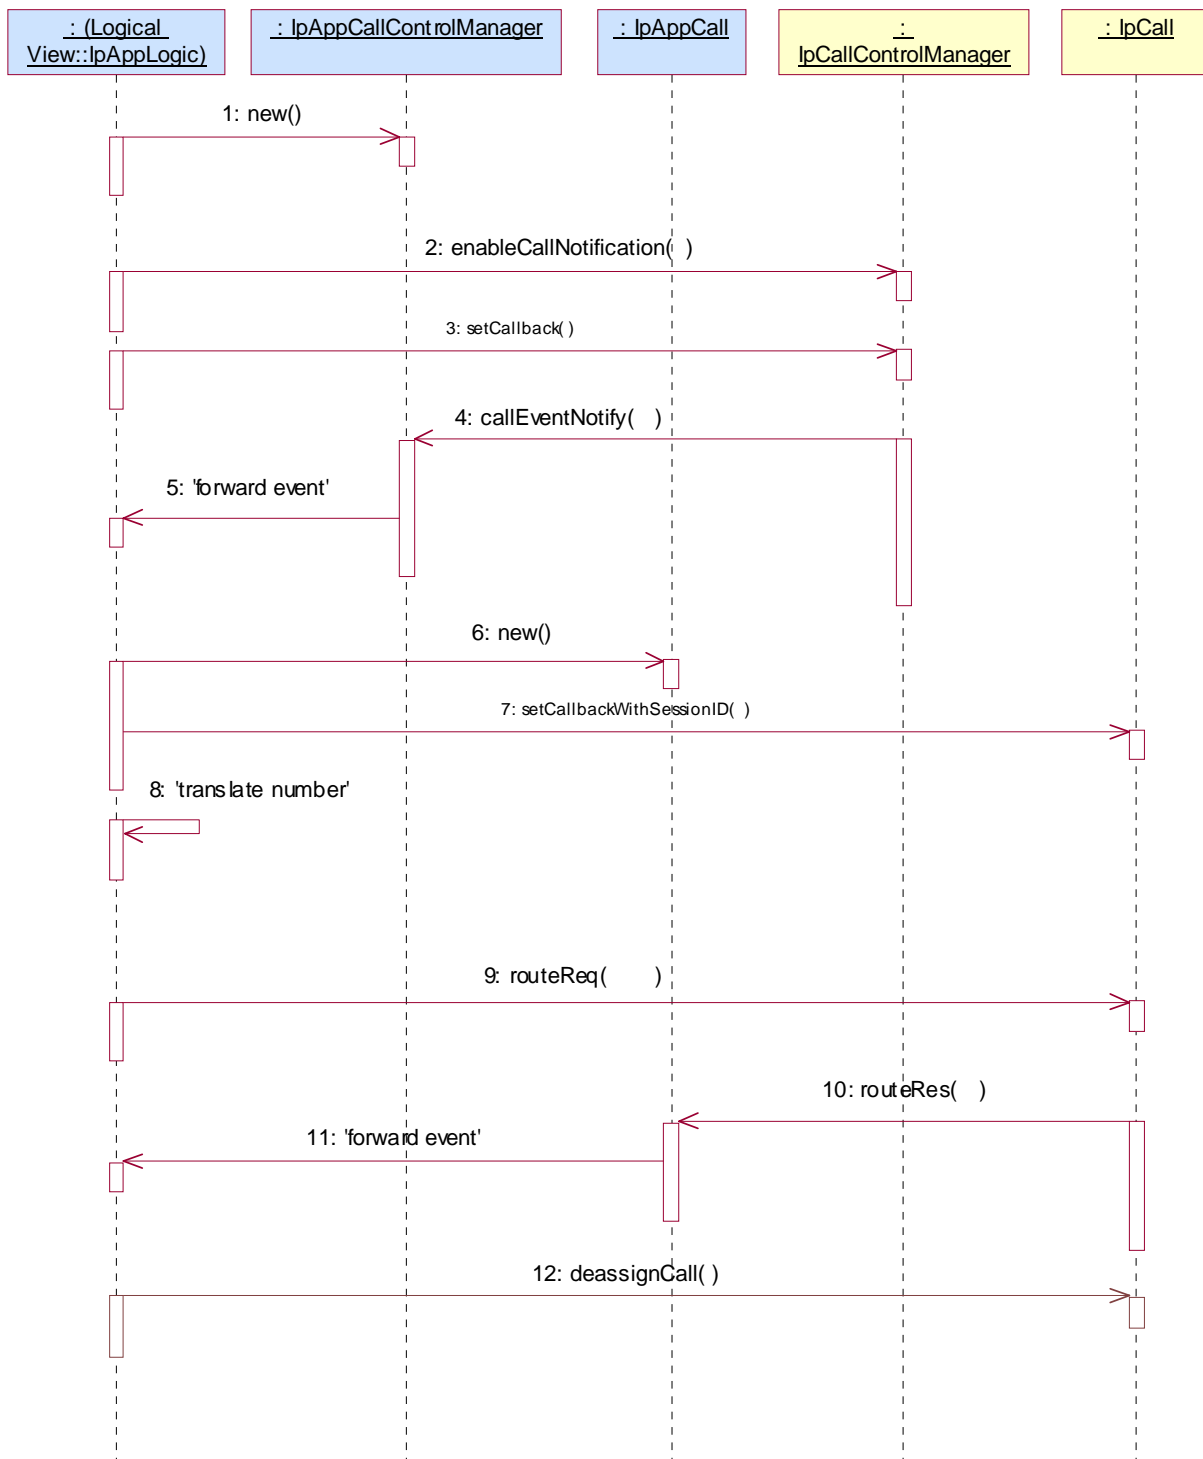 : (Logical
View::IpAppLogic)
: IpAppCallControlManager
: IpAppCall
:
IpCallControlManager
: IpCall
1: new()
2: enableCallNotification( )
3: setCallback( )
4: callEventNotify( )
5: 'forward event'
6: new()
7: setCallbackWithSessionID( )
8: 'translate number'
9: routeReq( )
10: routeRes( )
11: 'forward event'
12: deassignCall( )